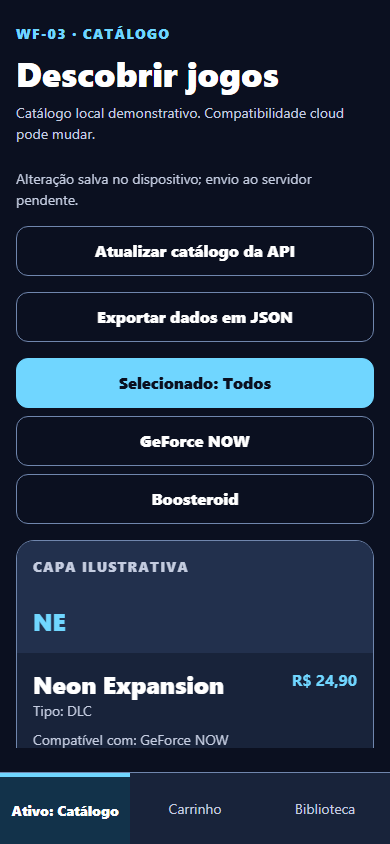 WF-03 · CATÁLOGO
Descobrir jogos
Catálogo local demonstrativo. Compatibilidade cloud
pode mudar.
Alteração salva no dispositivo; envio ao servidor
pendente.
Atualizar catálogo da API
Exportar dados em JSON
Selecionado: Todos
GeForce NOW
Boosteroid
CAPA ILUSTRATIVA
NE
Neon Expansion
R$ 24,90
Tipo: DLC
Compatível com: GeForce NOW
Ativo: Catálogo
Carrinho
Biblioteca